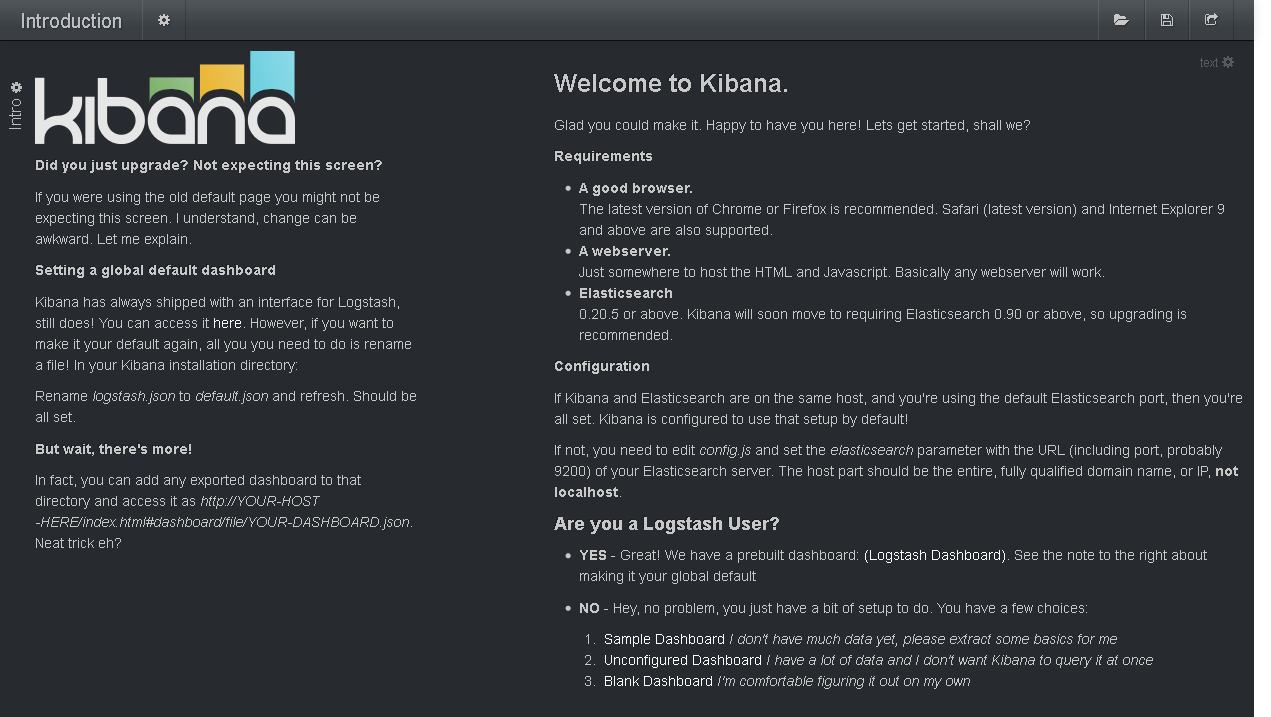 Introduction
text
Intro
kibana
Did you just upgrade? Not expecting this screen?
If you were using the old default page you might not be
expecting this screen. I understand, change can be
awkward. Let me explain.
Setting a global default dashboard
Kibana has always shipped with an interface for Logstash,
still does! You can access it here. However, if you want to
make it your default again, all you you need to do is rename
a file! In your Kibana installation directory:
Rename logstash.json to default.json and refresh. Should be
all set.
But wait, there's more!
In fact, you can add any exported dashboard to that
directory and access it as http://YOUR-HOST
-HERE/index.html#dashboard/file/YOUR-DASHBOARD.json.
Neat trick eh?
Welcome to Kibana.
Glad you could make it. Happy to have you here! Lets get started, shall we?
Requirements
• A good browser.
The latest version of Chrome or Firefox is recommended. Safari (latest version) and Internet Explorer 9
and above are also supported.
• A webserver.
Just somewhere to host the HTML and Javascript. Basically any webserver will work.
• Elasticsearch
0.20.5 or above. Kibana will soon move to requiring Elasticsearch 0.90 or above, so upgrading is
recommended.
Configuration
If Kibana and Elasticsearch are on the same host, and you're using the default Elasticsearch port, then you're
all set. Kibana is configured to use that setup by default!
If not, you need to edit config.js and set the elasticsearch parameter with the URL (including port, probably
9200) of your Elasticsearch server. The host part should be the entire, fully qualified domain name, or IP, not
localhost.
Are you a Logstash User?
• YES - Great! We have a prebuilt dashboard: (Logstash Dashboard). See the note to the right about
making it your global default
• NO - Hey, no problem, you just have a bit of setup to do. You have a few choices:
1. Sample Dashboard I don't have much data yet, please extract some basics for me
2. Unconfigured Dashboard I have a lot of data and I don't want Kibana to query it at once
3. Blank Dashboard I'm comfortable figuring it out on my own